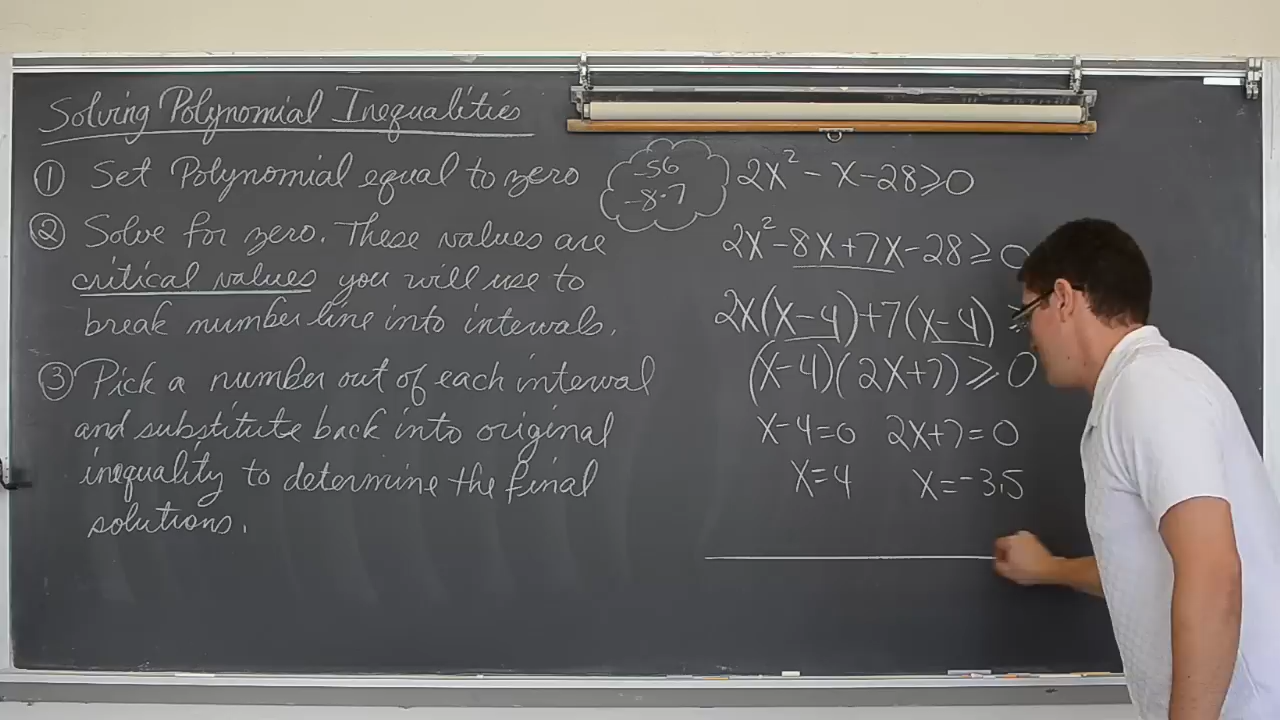 Solving Polynomial Inequalities
① Set Polynomial equal to zero
② Solve for zero. These values are
critical values you will use to
break number line into intervals.
③ Pick a number out of each interval
and substitute back into original
inequality to determine the final
solutions.
-56
-8·7
2x² - x - 28 ≥ 0
2x² - 8x + 7x - 28 ≥ 0
2x(x-4) + 7(x-4) ≥
(x-4)(2x+7) ≥ 0
x-4=0 2x+7=0
x=4 x=-3.5